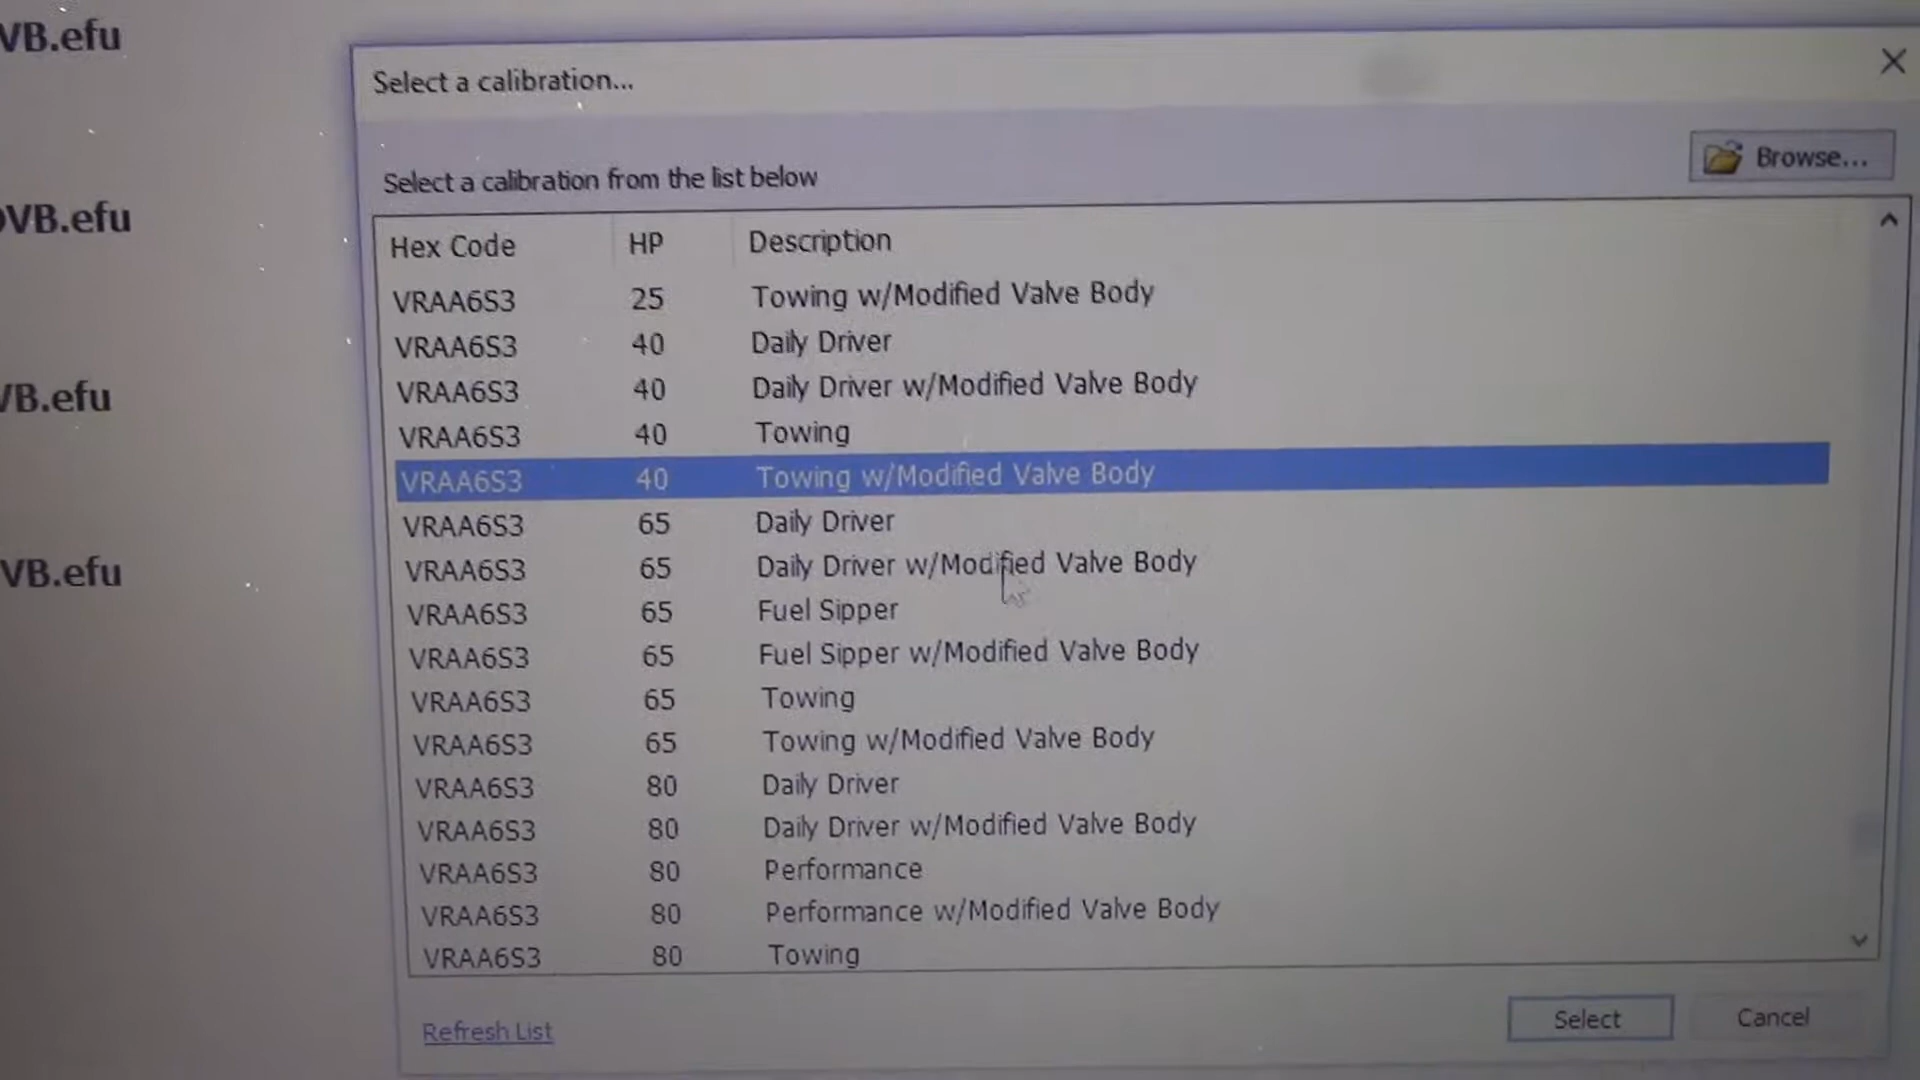 VB.efu
VB.efu
VB.efu
VB.efu
Select a calibration...
Browse...
Select a calibration from the list below
Hex Code HP Description
VRAA6S3 25 Towing w/Modified Valve Body
VRAA6S3 40 Daily Driver
VRAA6S3 40 Daily Driver w/Modified Valve Body
VRAA6S3 40 Towing
VRAA6S3 40 Towing w/Modified Valve Body
VRAA6S3 65 Daily Driver
VRAA6S3 65 Daily Driver w/Modified Valve Body
VRAA6S3 65 Fuel Sipper
VRAA6S3 65 Fuel Sipper w/Modified Valve Body
VRAA6S3 65 Towing
VRAA6S3 65 Towing w/Modified Valve Body
VRAA6S3 80 Daily Driver
VRAA6S3 80 Daily Driver w/Modified Valve Body
VRAA6S3 80 Performance
VRAA6S3 80 Performance w/Modified Valve Body
VRAA6S3 80 Towing
Refresh List
Select
Cancel